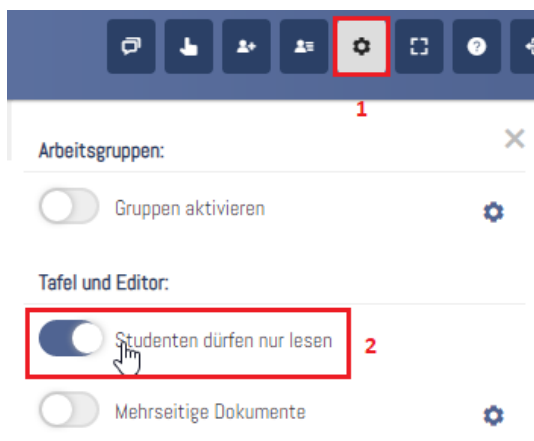 1
Arbeitsgruppen:
Gruppen aktivieren
Tafel und Editor:
Studenten dürfen nur lesen 2
Mehrseitige Dokumente